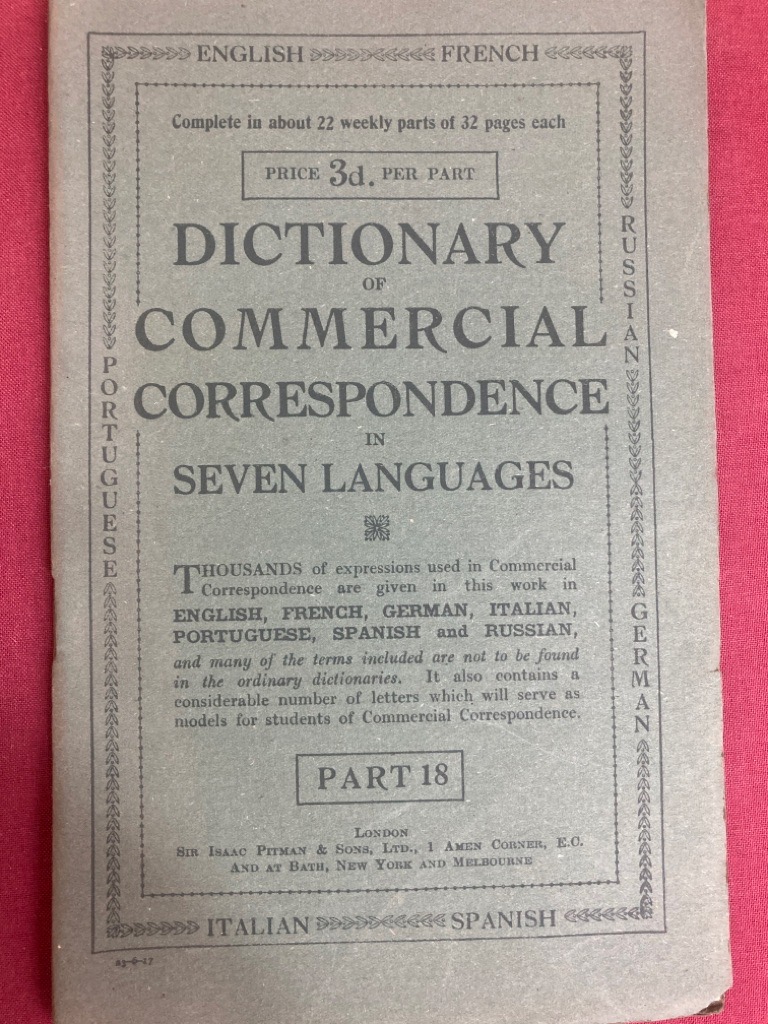 ENGLISH FRENCH
Complete in about 22 weekly parts of 32 pages each
PRICE 3d. PER PART
DICTIONARY
OF
COMMERCIAL
CORRESPONDENCE
IN
SEVEN LANGUAGES
THOUSANDS of expressions used in Commercial
Correspondence are given in this work in
ENGLISH, FRENCH, GERMAN, ITALIAN,
PORTUGUESE, SPANISH and RUSSIAN,
and many of the terms included are not to be found
in the ordinary dictionaries. It also contains a
considerable number of letters which will serve as
models for students of Commercial Correspondence.
PART 18
LONDON
SIR ISAAC PITMAN & SONS, LTD., 1 AMEN CORNER, E.C.
AND AT BATH, NEW YORK AND MELBOURNE
PORTUGUESE
RUSSIAN
GERMAN
ITALIAN SPANISH